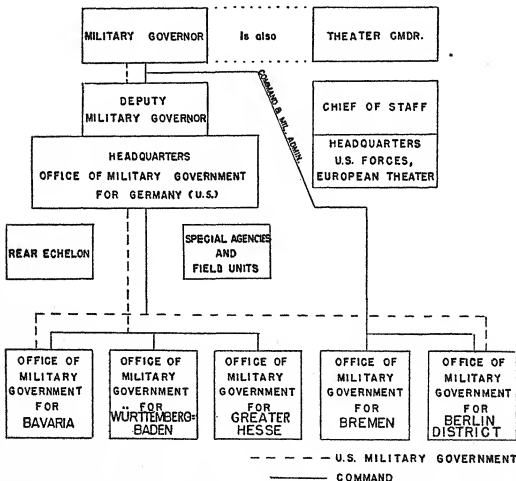 MILITARY GOVERNOR
Is also
THEATER CMDR.
COMMAND & MIL. ADMIN.
DEPUTY
MILITARY GOVERNOR
CHIEF OF STAFF
HEADQUARTERS
U.S. FORCES,
EUROPEAN THEATER
HEADQUARTERS
OFFICE OF MILITARY GOVERNMENT
FOR GERMANY (U.S.)
REAR ECHELON
SPECIAL AGENCIES
AND
FIELD UNITS
OFFICE OF
MILITARY
GOVERNMENT
FOR
BAVARIA
OFFICE OF
MILITARY
GOVERNMENT
FOR
WÜRTTEMBERG=
BADEN
OFFICE OF
MILITARY
GOVERNMENT
FOR
GREATER
HESSE
OFFICE OF
MILITARY
GOVERNMENT
FOR
BREMEN
OFFICE OF
MILITARY
GOVERNMENT
FOR
BERLIN
DISTRICT
U.S. MILITARY GOVERNMENT
COMMAND